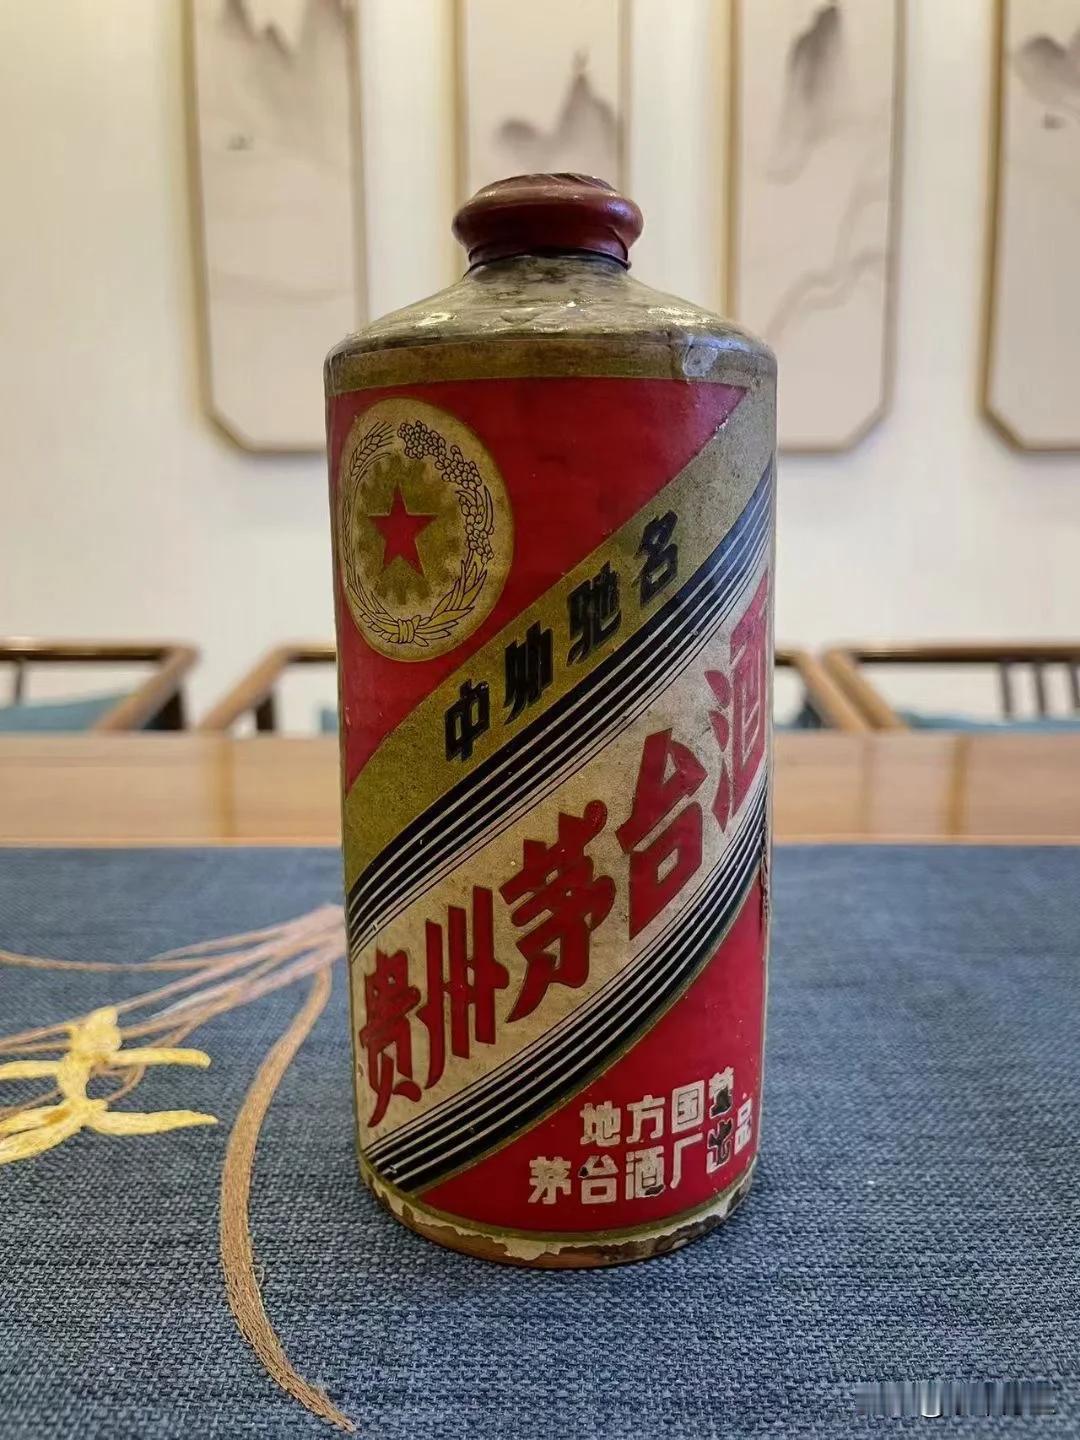 中外驰名
贵州茅台酒
地方国营
茅台酒厂出品